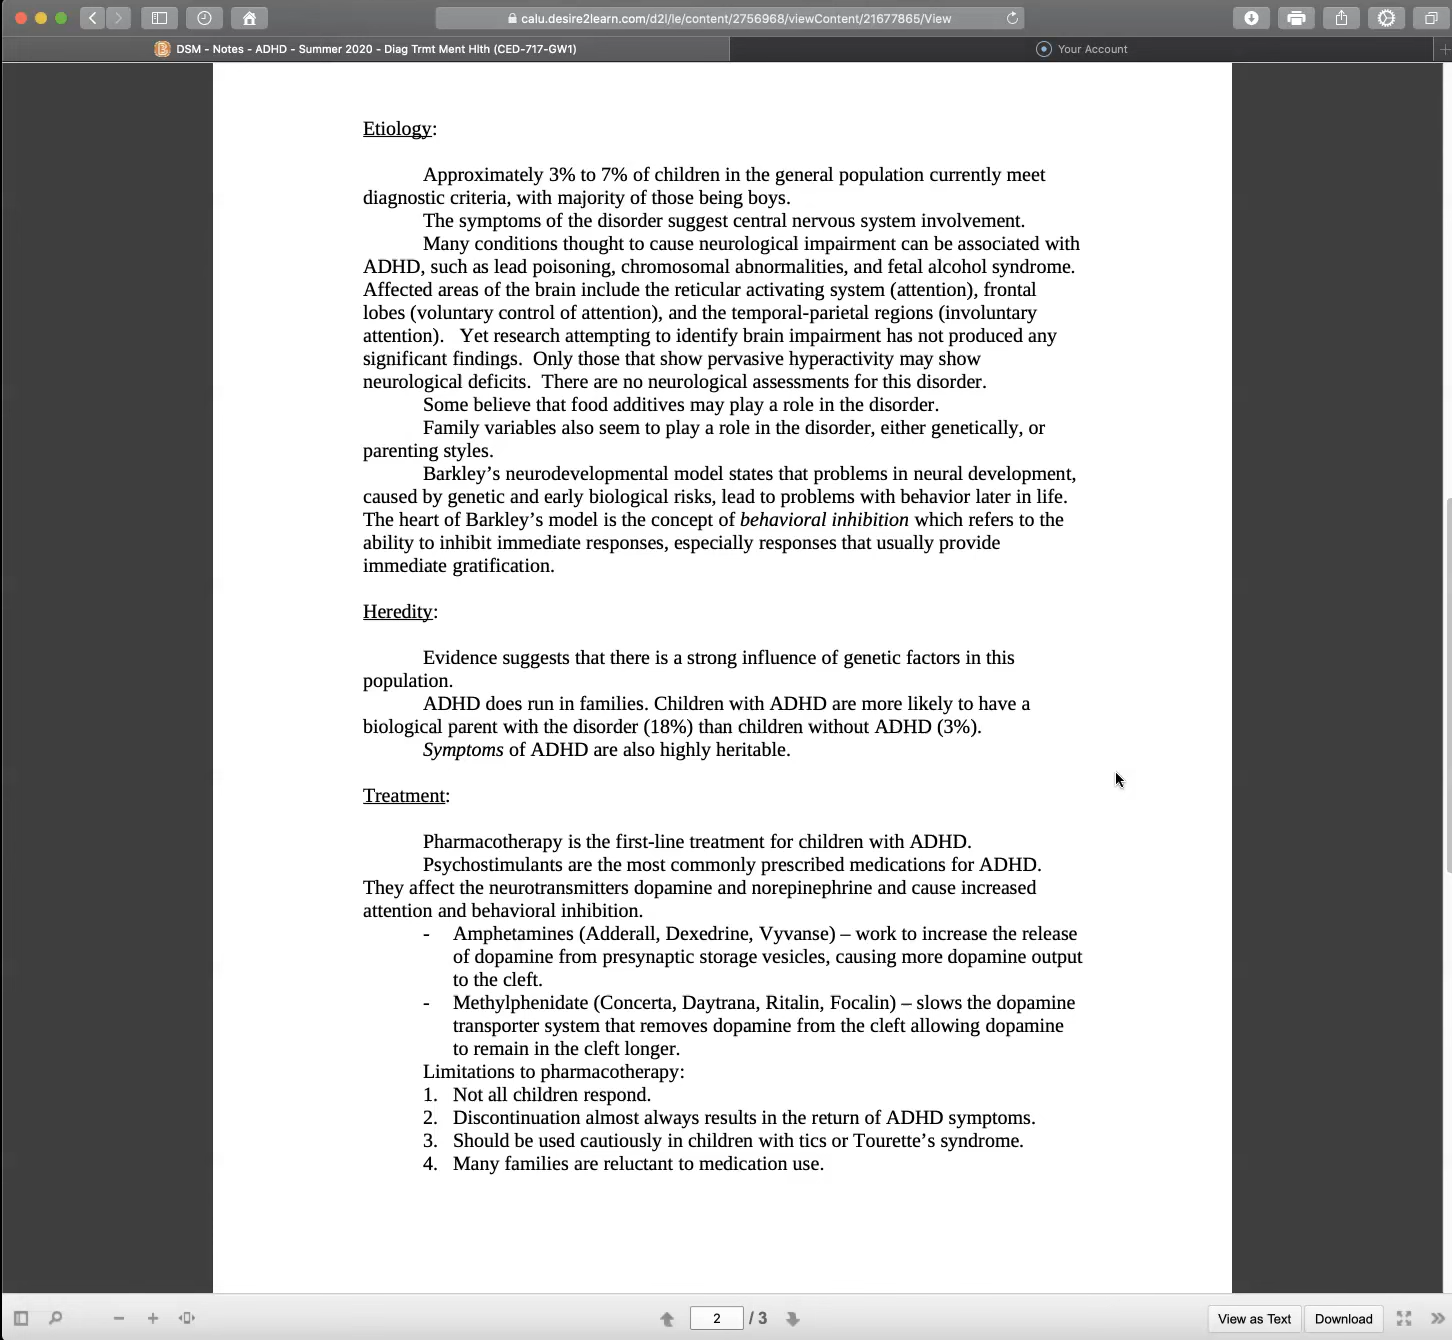 calu.desire2learn.com/d2l/le/content/2756968/viewContent/21677865/View
DSM - Notes - ADHD - Summer 2020 - Diag Trmt Ment Hlth (CED-717-GW1)
Your Account
Etiology:
Approximately 3% to 7% of children in the general population currently meet
diagnostic criteria, with majority of those being boys.
The symptoms of the disorder suggest central nervous system involvement.
Many conditions thought to cause neurological impairment can be associated with
ADHD, such as lead poisoning, chromosomal abnormalities, and fetal alcohol syndrome.
Affected areas of the brain include the reticular activating system (attention), frontal
lobes (voluntary control of attention), and the temporal-parietal regions (involuntary
attention).   Yet research attempting to identify brain impairment has not produced any
significant findings.  Only those that show pervasive hyperactivity may show
neurological deficits.  There are no neurological assessments for this disorder.
Some believe that food additives may play a role in the disorder.
Family variables also seem to play a role in the disorder, either genetically, or
parenting styles.
Barkley’s neurodevelopmental model states that problems in neural development,
caused by genetic and early biological risks, lead to problems with behavior later in life.
The heart of Barkley’s model is the concept of behavioral inhibition which refers to the
ability to inhibit immediate responses, especially responses that usually provide
immediate gratification.
Heredity:
Evidence suggests that there is a strong influence of genetic factors in this
population.
ADHD does run in families. Children with ADHD are more likely to have a
biological parent with the disorder (18%) than children without ADHD (3%).
Symptoms of ADHD are also highly heritable.
Treatment:
Pharmacotherapy is the first-line treatment for children with ADHD.
Psychostimulants are the most commonly prescribed medications for ADHD.
They affect the neurotransmitters dopamine and norepinephrine and cause increased
attention and behavioral inhibition.
- Amphetamines (Adderall, Dexedrine, Vyvanse) – work to increase the release
of dopamine from presynaptic storage vesicles, causing more dopamine output
to the cleft.
- Methylphenidate (Concerta, Daytrana, Ritalin, Focalin) – slows the dopamine
transporter system that removes dopamine from the cleft allowing dopamine
to remain in the cleft longer.
Limitations to pharmacotherapy:
1. Not all children respond.
2. Discontinuation almost always results in the return of ADHD symptoms.
3. Should be used cautiously in children with tics or Tourette’s syndrome.
4. Many families are reluctant to medication use.
2 / 3
View as Text
Download